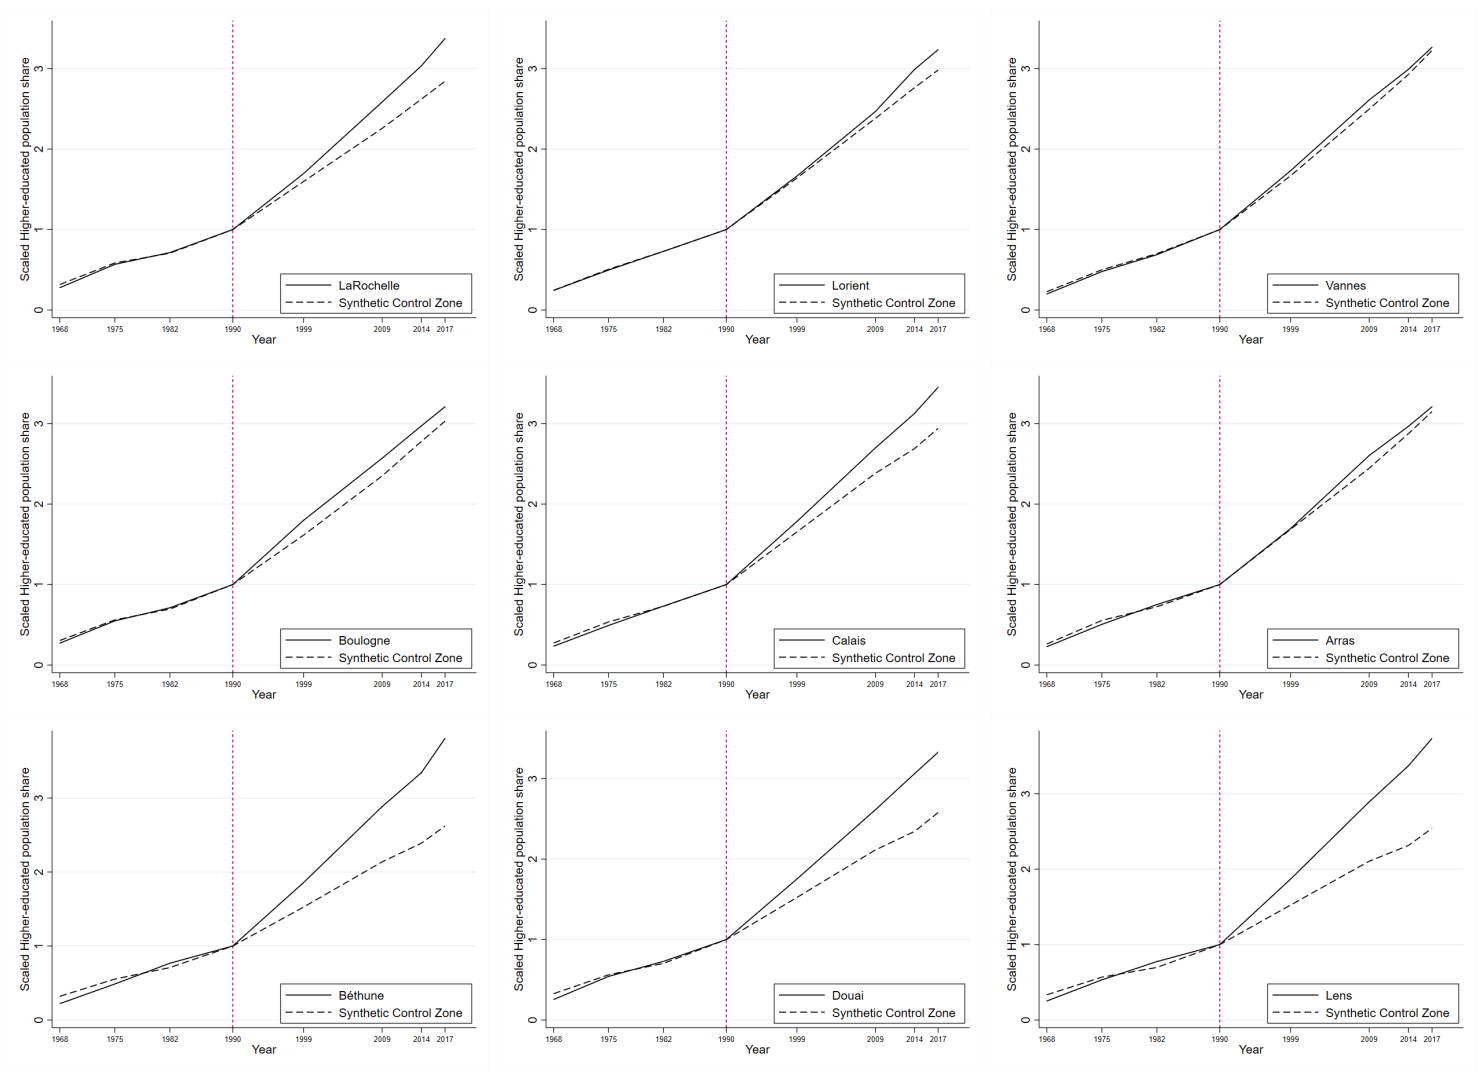 Scaled Higher-educated population share
3
2
1
0
LaRochelle
Synthetic Control Zone
1968 1975 1982 1990 1999 2009 2014 2017
Year
Scaled Higher-educated population share
3
2
1
0
Lorient
Synthetic Control Zone
1968 1975 1982 1990 1999 2009 2014 2017
Year
Scaled Higher-educated population share
3
2
1
0
Vannes
Synthetic Control Zone
1968 1975 1982 1990 1999 2009 2014 2017
Year
Scaled Higher-educated population share
3
2
1
0
Boulogne
Synthetic Control Zone
1968 1975 1982 1990 1999 2009 2014 2017
Year
Scaled Higher-educated population share
3
2
1
0
Calais
Synthetic Control Zone
1968 1975 1982 1990 1999 2009 2014 2017
Year
Scaled Higher-educated population share
3
2
1
0
Arras
Synthetic Control Zone
1968 1975 1982 1990 1999 2009 2014 2017
Year
Scaled Higher-educated population share
3
2
1
0
Béthune
Synthetic Control Zone
1968 1975 1982 1990 1999 2009 2014 2017
Year
Scaled Higher-educated population share
3
2
1
0
Douai
Synthetic Control Zone
1968 1975 1982 1990 1999 2009 2014 2017
Year
Scaled Higher-educated population share
3
2
1
0
Lens
Synthetic Control Zone
1968 1975 1982 1990 1999 2009 2014 2017
Year